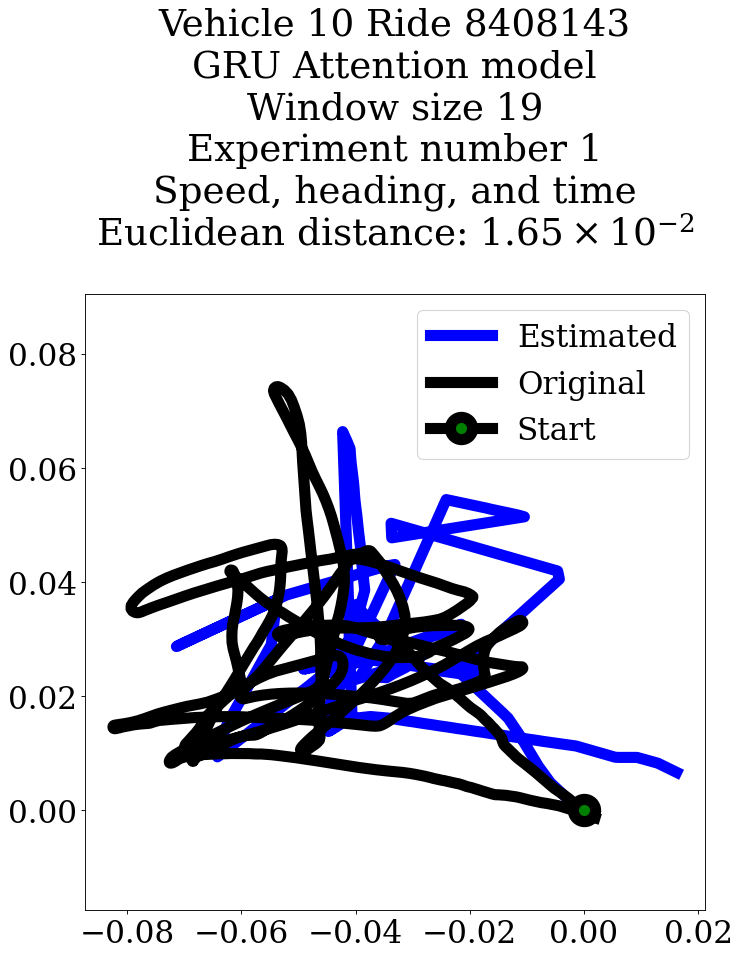 Vehicle 10 Ride 8408143
GRU Attention model
Window size 19
Experiment number 1
Speed, heading, and time
Euclidean distance: 1.65 × 10⁻²
Estimated
Original
Start
0.08
0.06
0.04
0.02
0.00
−0.08 −0.06 −0.04 −0.02 0.00 0.02